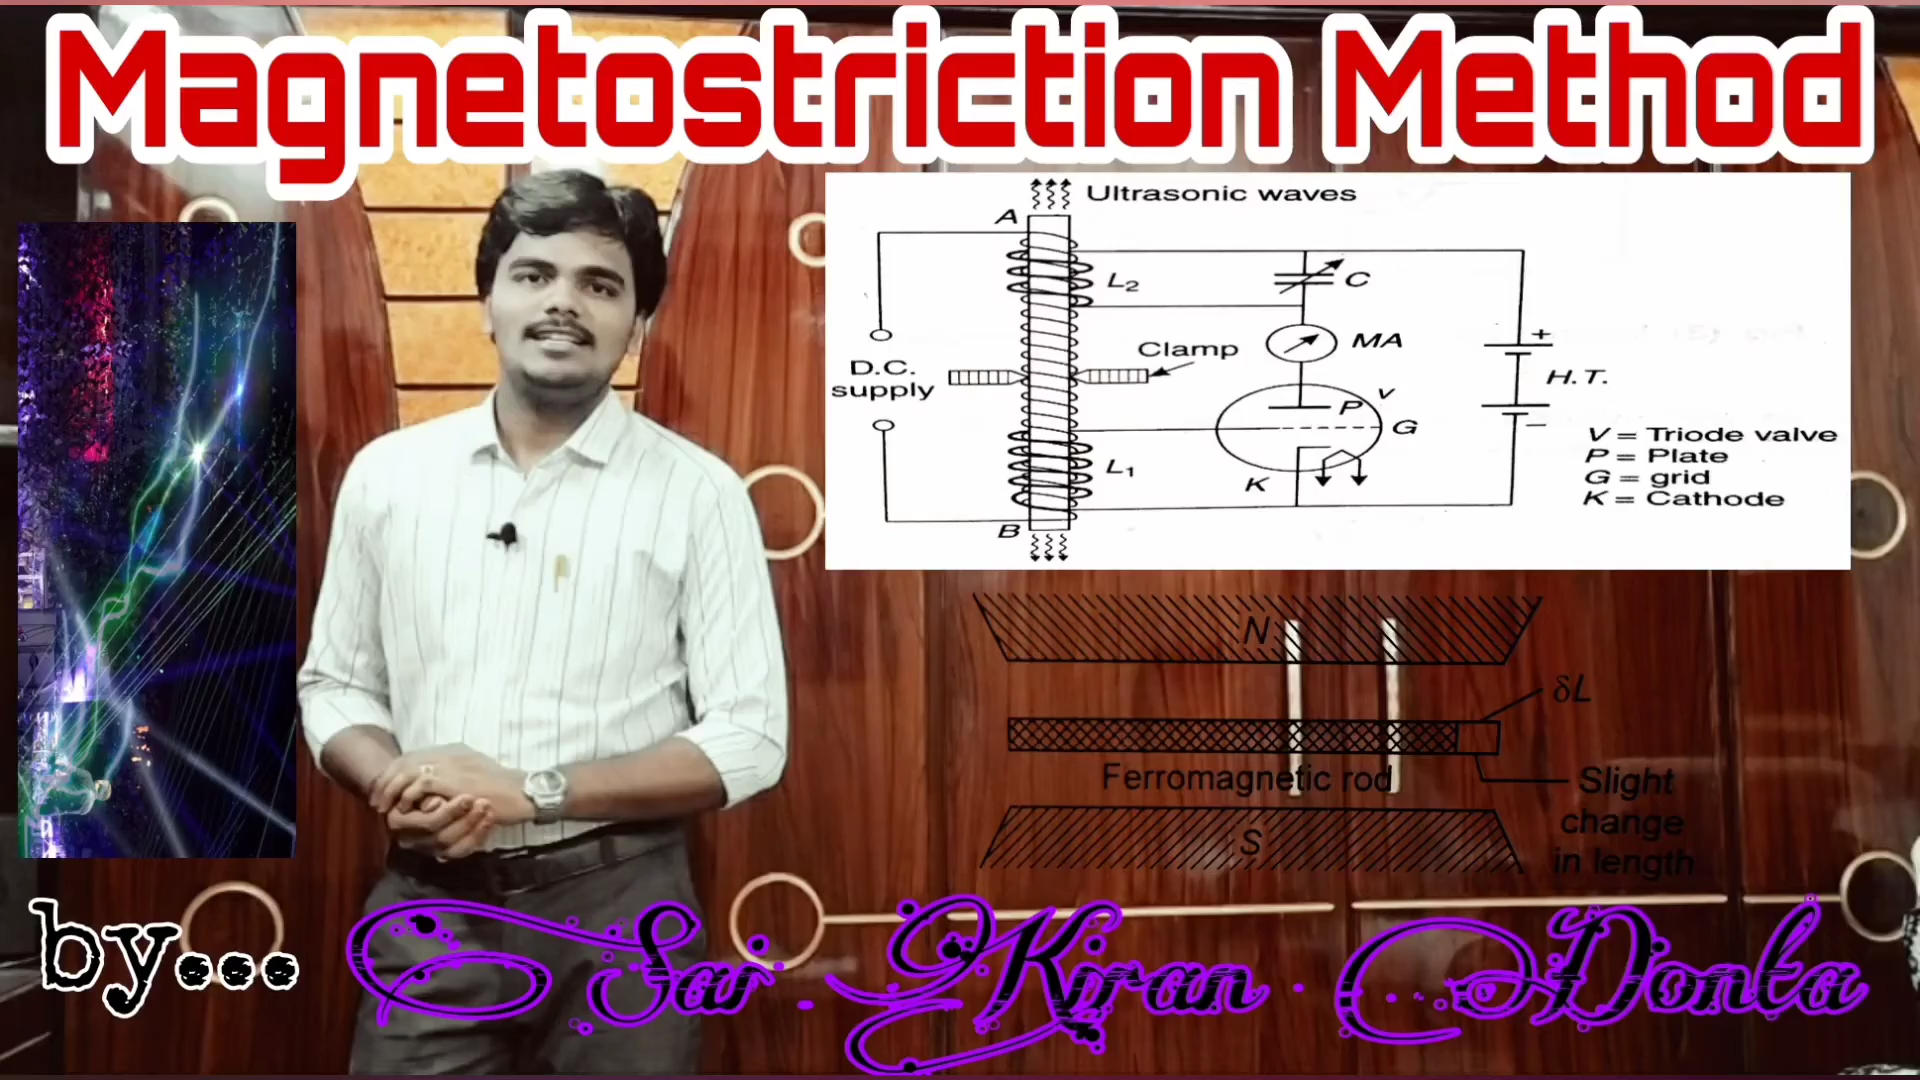 Magnetostriction Method
Ultrasonic waves
A
L2
C
MA
D.C.
supply
Clamp
+
H.T.
−
P
V
G
K
L1
B
V = Triode valve
P = Plate
G = grid
K = Cathode
N
δL
Ferromagnetic rod
Slight
change
in length
S
by... Sai Kiran Donta